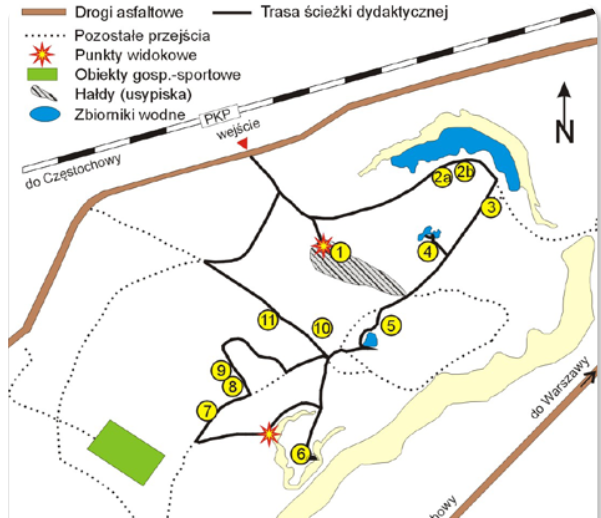 Drogi asfaltowe
Trasa ścieżki dydaktycznej
Pozostałe przejścia
Punkty widokowe
Obiekty gosp.-sportowe
Hałdy (usypiska)
Zbiorniki wodne
PKP
wejście
do Częstochowy
N
2a
2b
3
1
4
5
11
10
9
8
7
6
do Warszawy